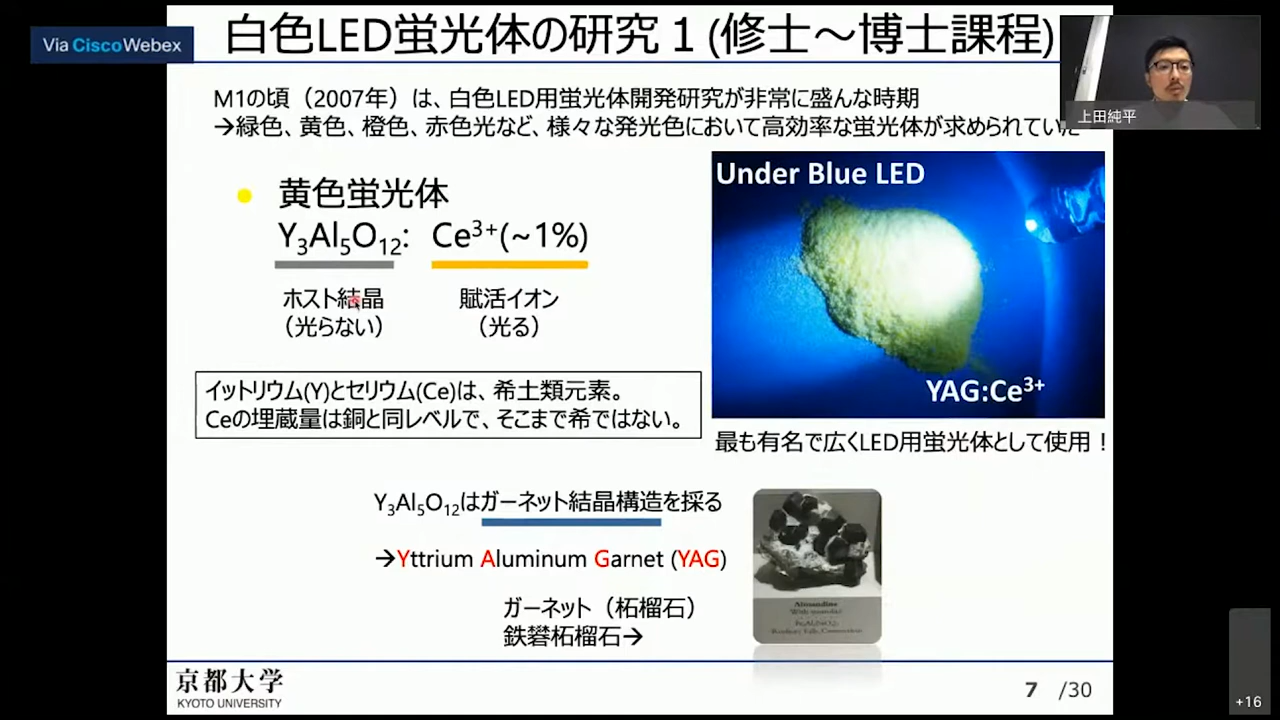 Via Cisco Webex
白色LED蛍光体の研究1(修士～博士課程)
上田純平
M1の頃（2007年）は、白色LED用蛍光体開発研究が非常に盛んな時期
→緑色、黄色、橙色、赤色光など、様々な発光色において高効率な蛍光体が求められていた
黄色蛍光体
Y3Al5O12: Ce3+(~1%)
ホスト結晶 賦活イオン
（光らない） （光る）
Under Blue LED
YAG:Ce3+
イットリウム(Y)とセリウム(Ce)は、希土類元素。
Ceの埋蔵量は銅と同レベルで、そこまで希ではない。
最も有名で広くLED用蛍光体として使用！
Y3Al5O12はガーネット結晶構造を採る
→Yttrium Aluminum Garnet (YAG)
ガーネット（柘榴石）
鉄礬柘榴石→
Almandine
京都大学
KYOTO UNIVERSITY
7 /30
+16